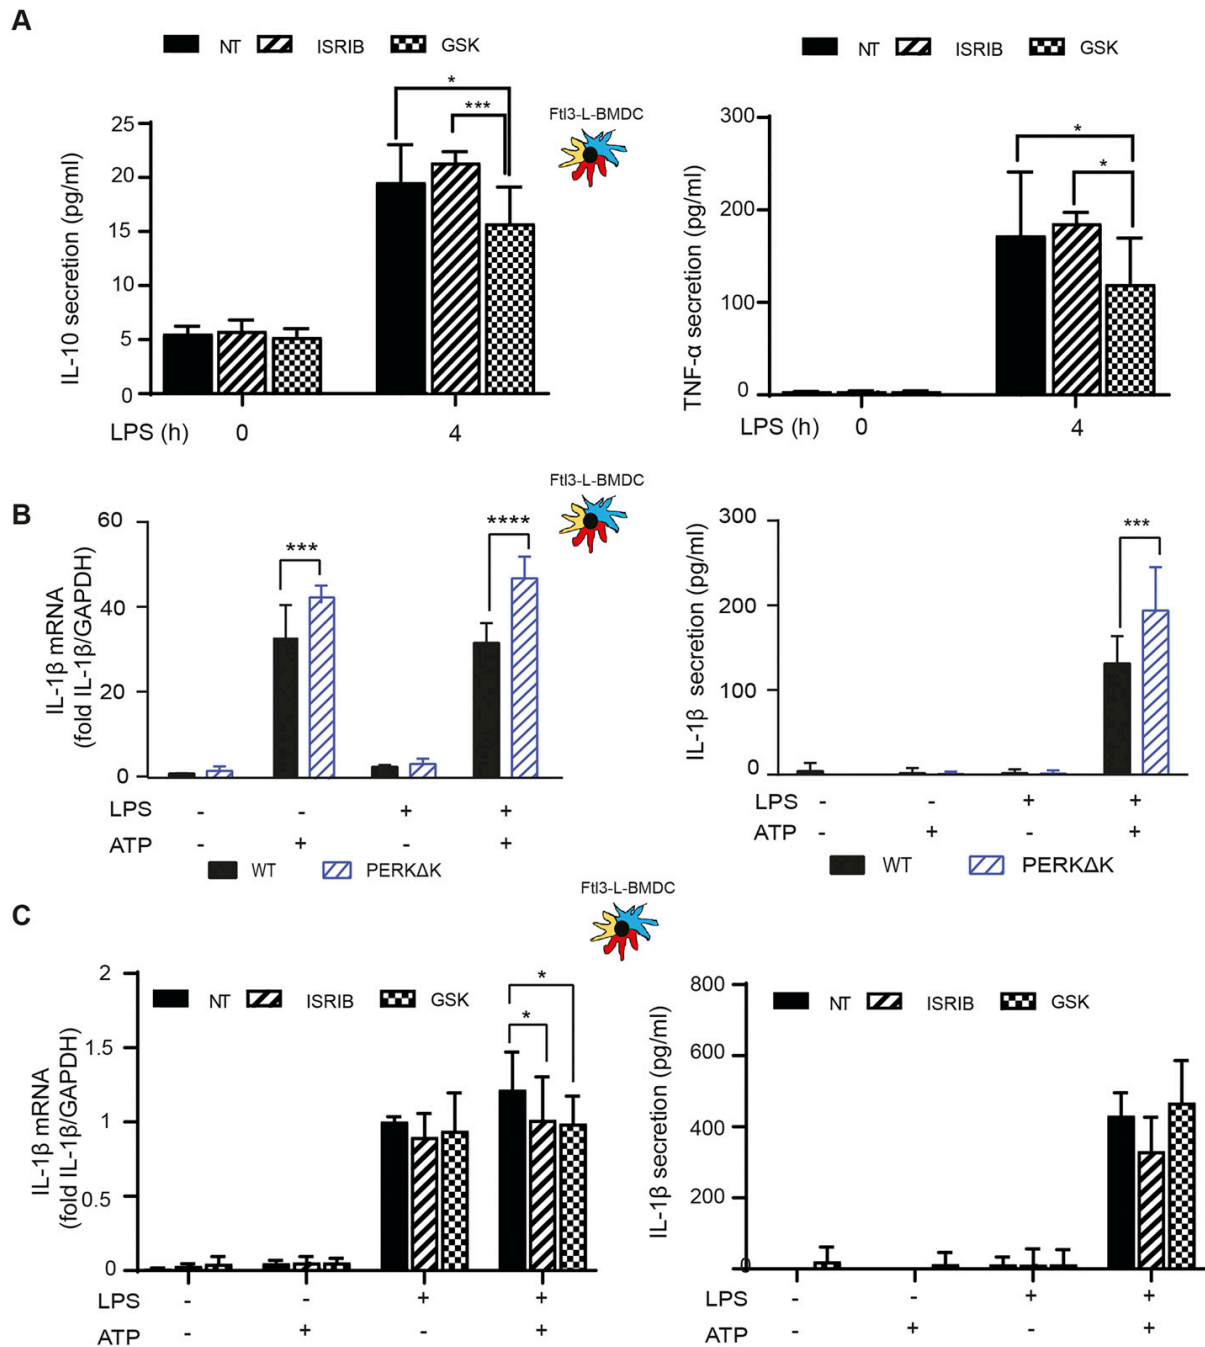 A
NT ISRIB GSK
IL-10 secretion (pg/ml)
25
20
15
10
5
0
*
***
LPS (h) 0 4
Ftl3-L-BMDC
NT ISRIB GSK
TNF-α secretion (pg/ml)
300
200
100
0
*
*
LPS (h) 0 4
B
Ftl3-L-BMDC
IL-1β mRNA
(fold IL-1β/GAPDH)
60
40
20
0
***
****
LPS - - + +
ATP - + - +
WT PERKΔK
IL-1β secretion (pg/ml)
300
200
100
0
***
LPS - - + +
ATP - + - +
WT PERKΔK
C
Ftl3-L-BMDC
NT ISRIB GSK
IL-1β mRNA
(fold IL-1β/GAPDH)
2
1.5
1
0.5
0
*
*
LPS - - + +
ATP - + - +
NT ISRIB GSK
IL-1β secretion (pg/ml)
800
600
400
200
0
LPS - - + +
ATP - + - +